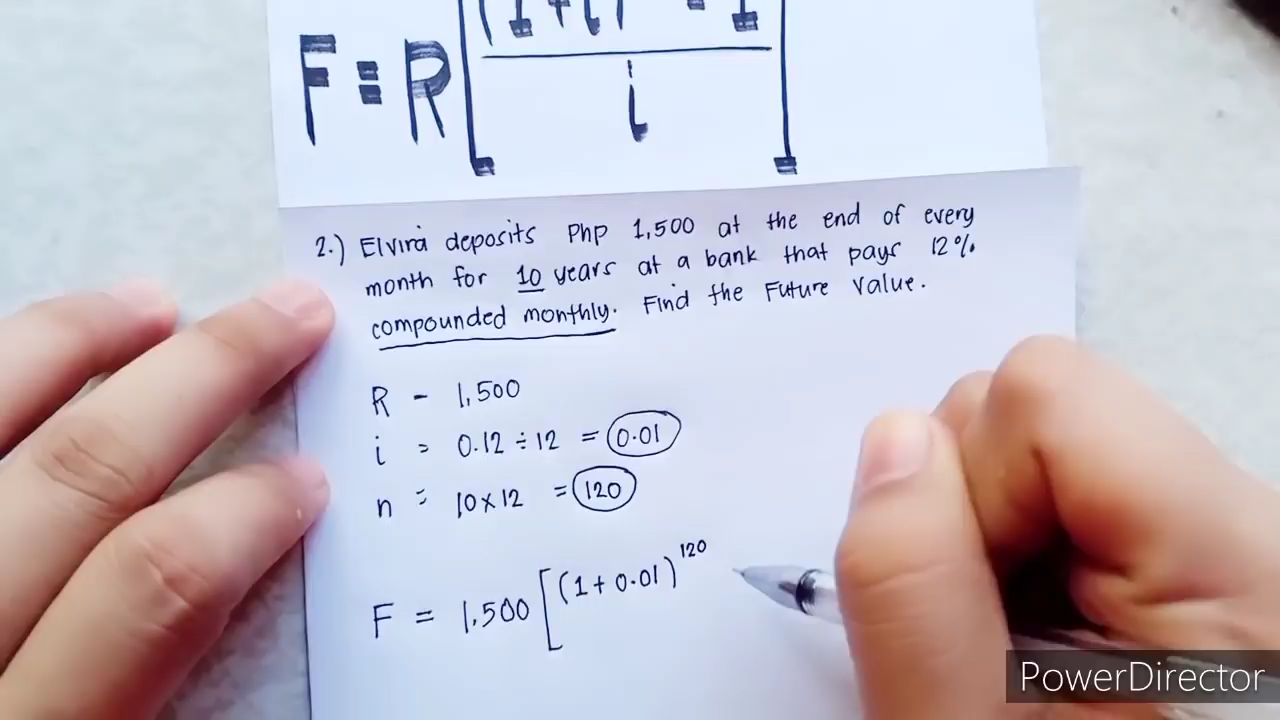 (1+i) - 1
F = R
i
2.) Elvira deposits Php 1,500 at the end of every
month for 10 years at a bank that pays 12%
compounded monthly. Find the Future Value.
R - 1,500
i = 0.12 ÷ 12 = 0.01
n = 10 x 12 = 120
F = 1,500 [(1 + 0.01)^120
PowerDirector